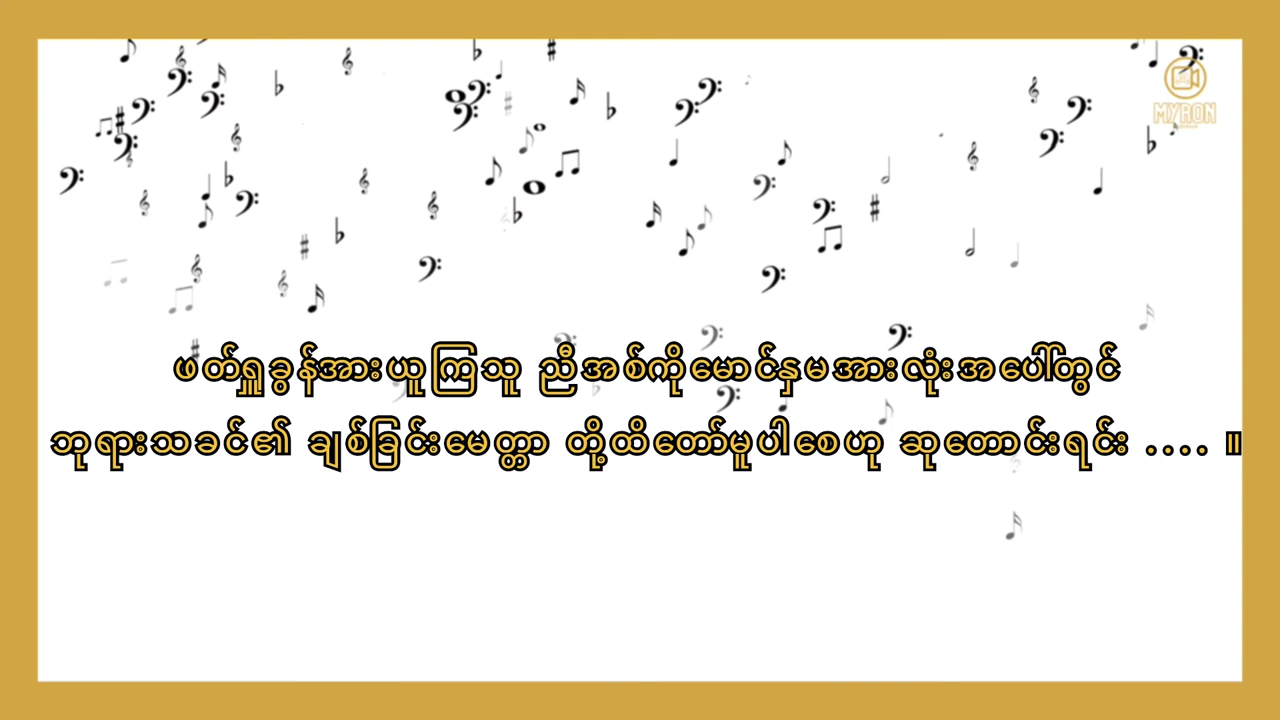 MYRON
ဖတ်ရှူခွန်အားယူကြသူ ညီအစ်ကိုမောင်နှမအားလုံးအပေါ်တွင်
ဘုရားသခင်၏ ချစ်ခြင်းမေတ္တာ တို့ထိတော်မူပါစေဟု ဆုတောင်းရင်း .... ။